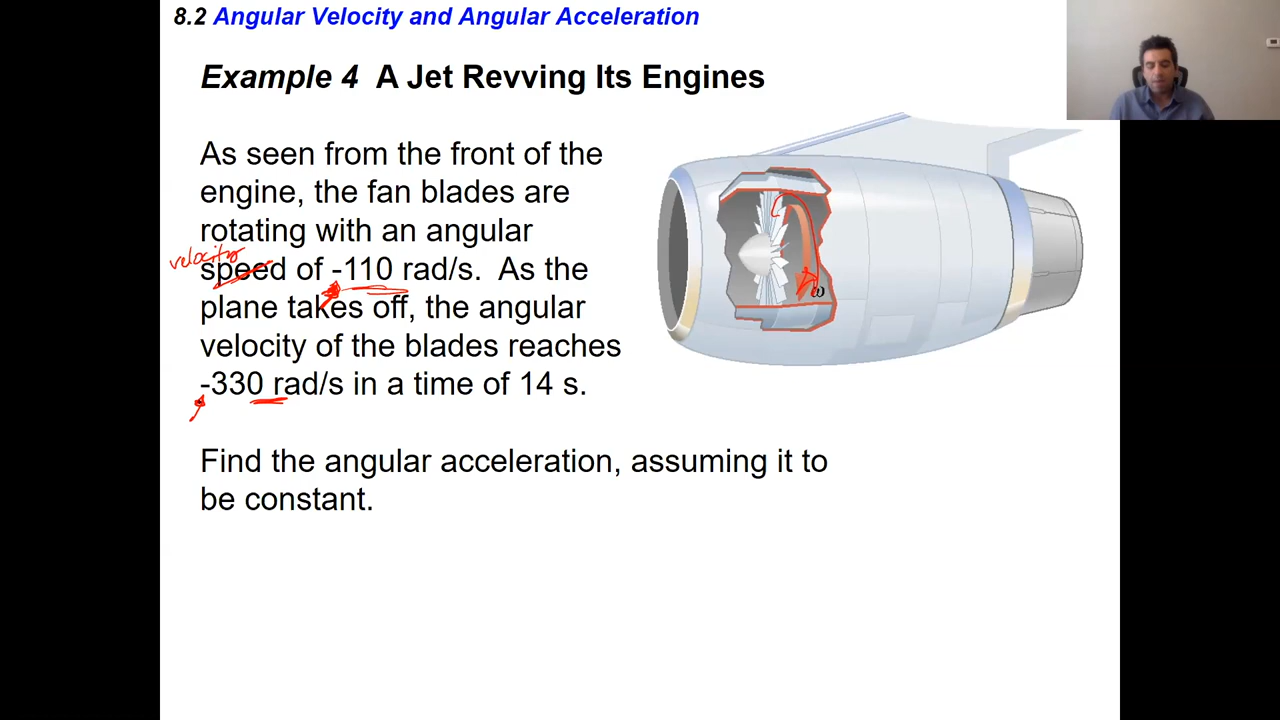 8.2 Angular Velocity and Angular Acceleration
Example 4 A Jet Revving Its Engines
As seen from the front of the
engine, the fan blades are
rotating with an angular
velocity
speed of -110 rad/s. As the
plane takes off, the angular
velocity of the blades reaches
-330 rad/s in a time of 14 s.
ω
Find the angular acceleration, assuming it to
be constant.